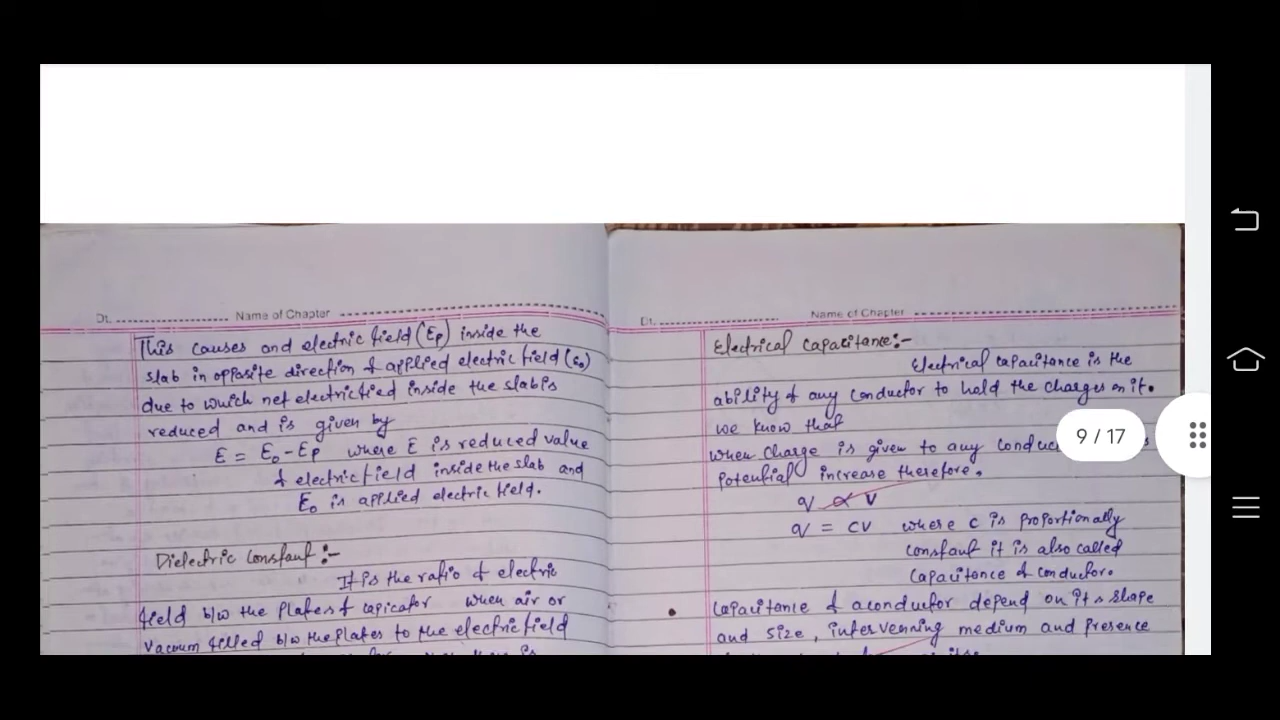 Dt. Name of Chapter
This causes and electric field (Ep) inside the
slab in opposite direction of applied electric field (E0)
due to which net electricfied inside the slab is
reduced and is given by
E = E0 - Ep where E is reduced value
of electric field inside the slab and
E0 is applied electric field.
Dielectric Constant :-
It is the ratio of electric
field b/w the plates of capicator when air or
vacuum filled b/w the plates to the electric field
Dt. Name of Chapter
Electrical capacitance :-
Electrical capacitance is the
ability of any conductor to hold the charges on it.
we know that
when charge is given to any conduc
potential increase therefore.
q ∝ v
q = cv where c is proportionally
constant it is also called
capacitance of conductor.
• Capacitance of a conductor depend on its shape
and size, intervenning medium and presence
9 / 17